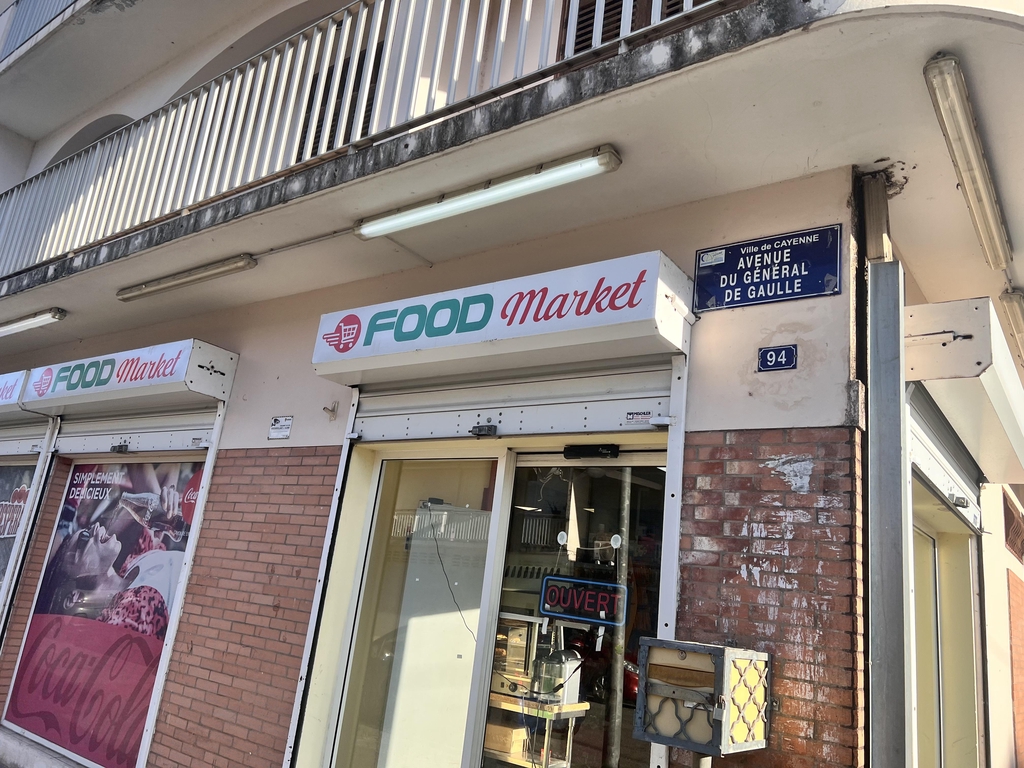 Ville de CAYENNE
AVENUE
DU GÉNÉRAL
DE GAULLE
94
FOOD Market
FOOD Market
SIMPLEMENT
DÉLICIEUX
Coca-Cola
OUVERT